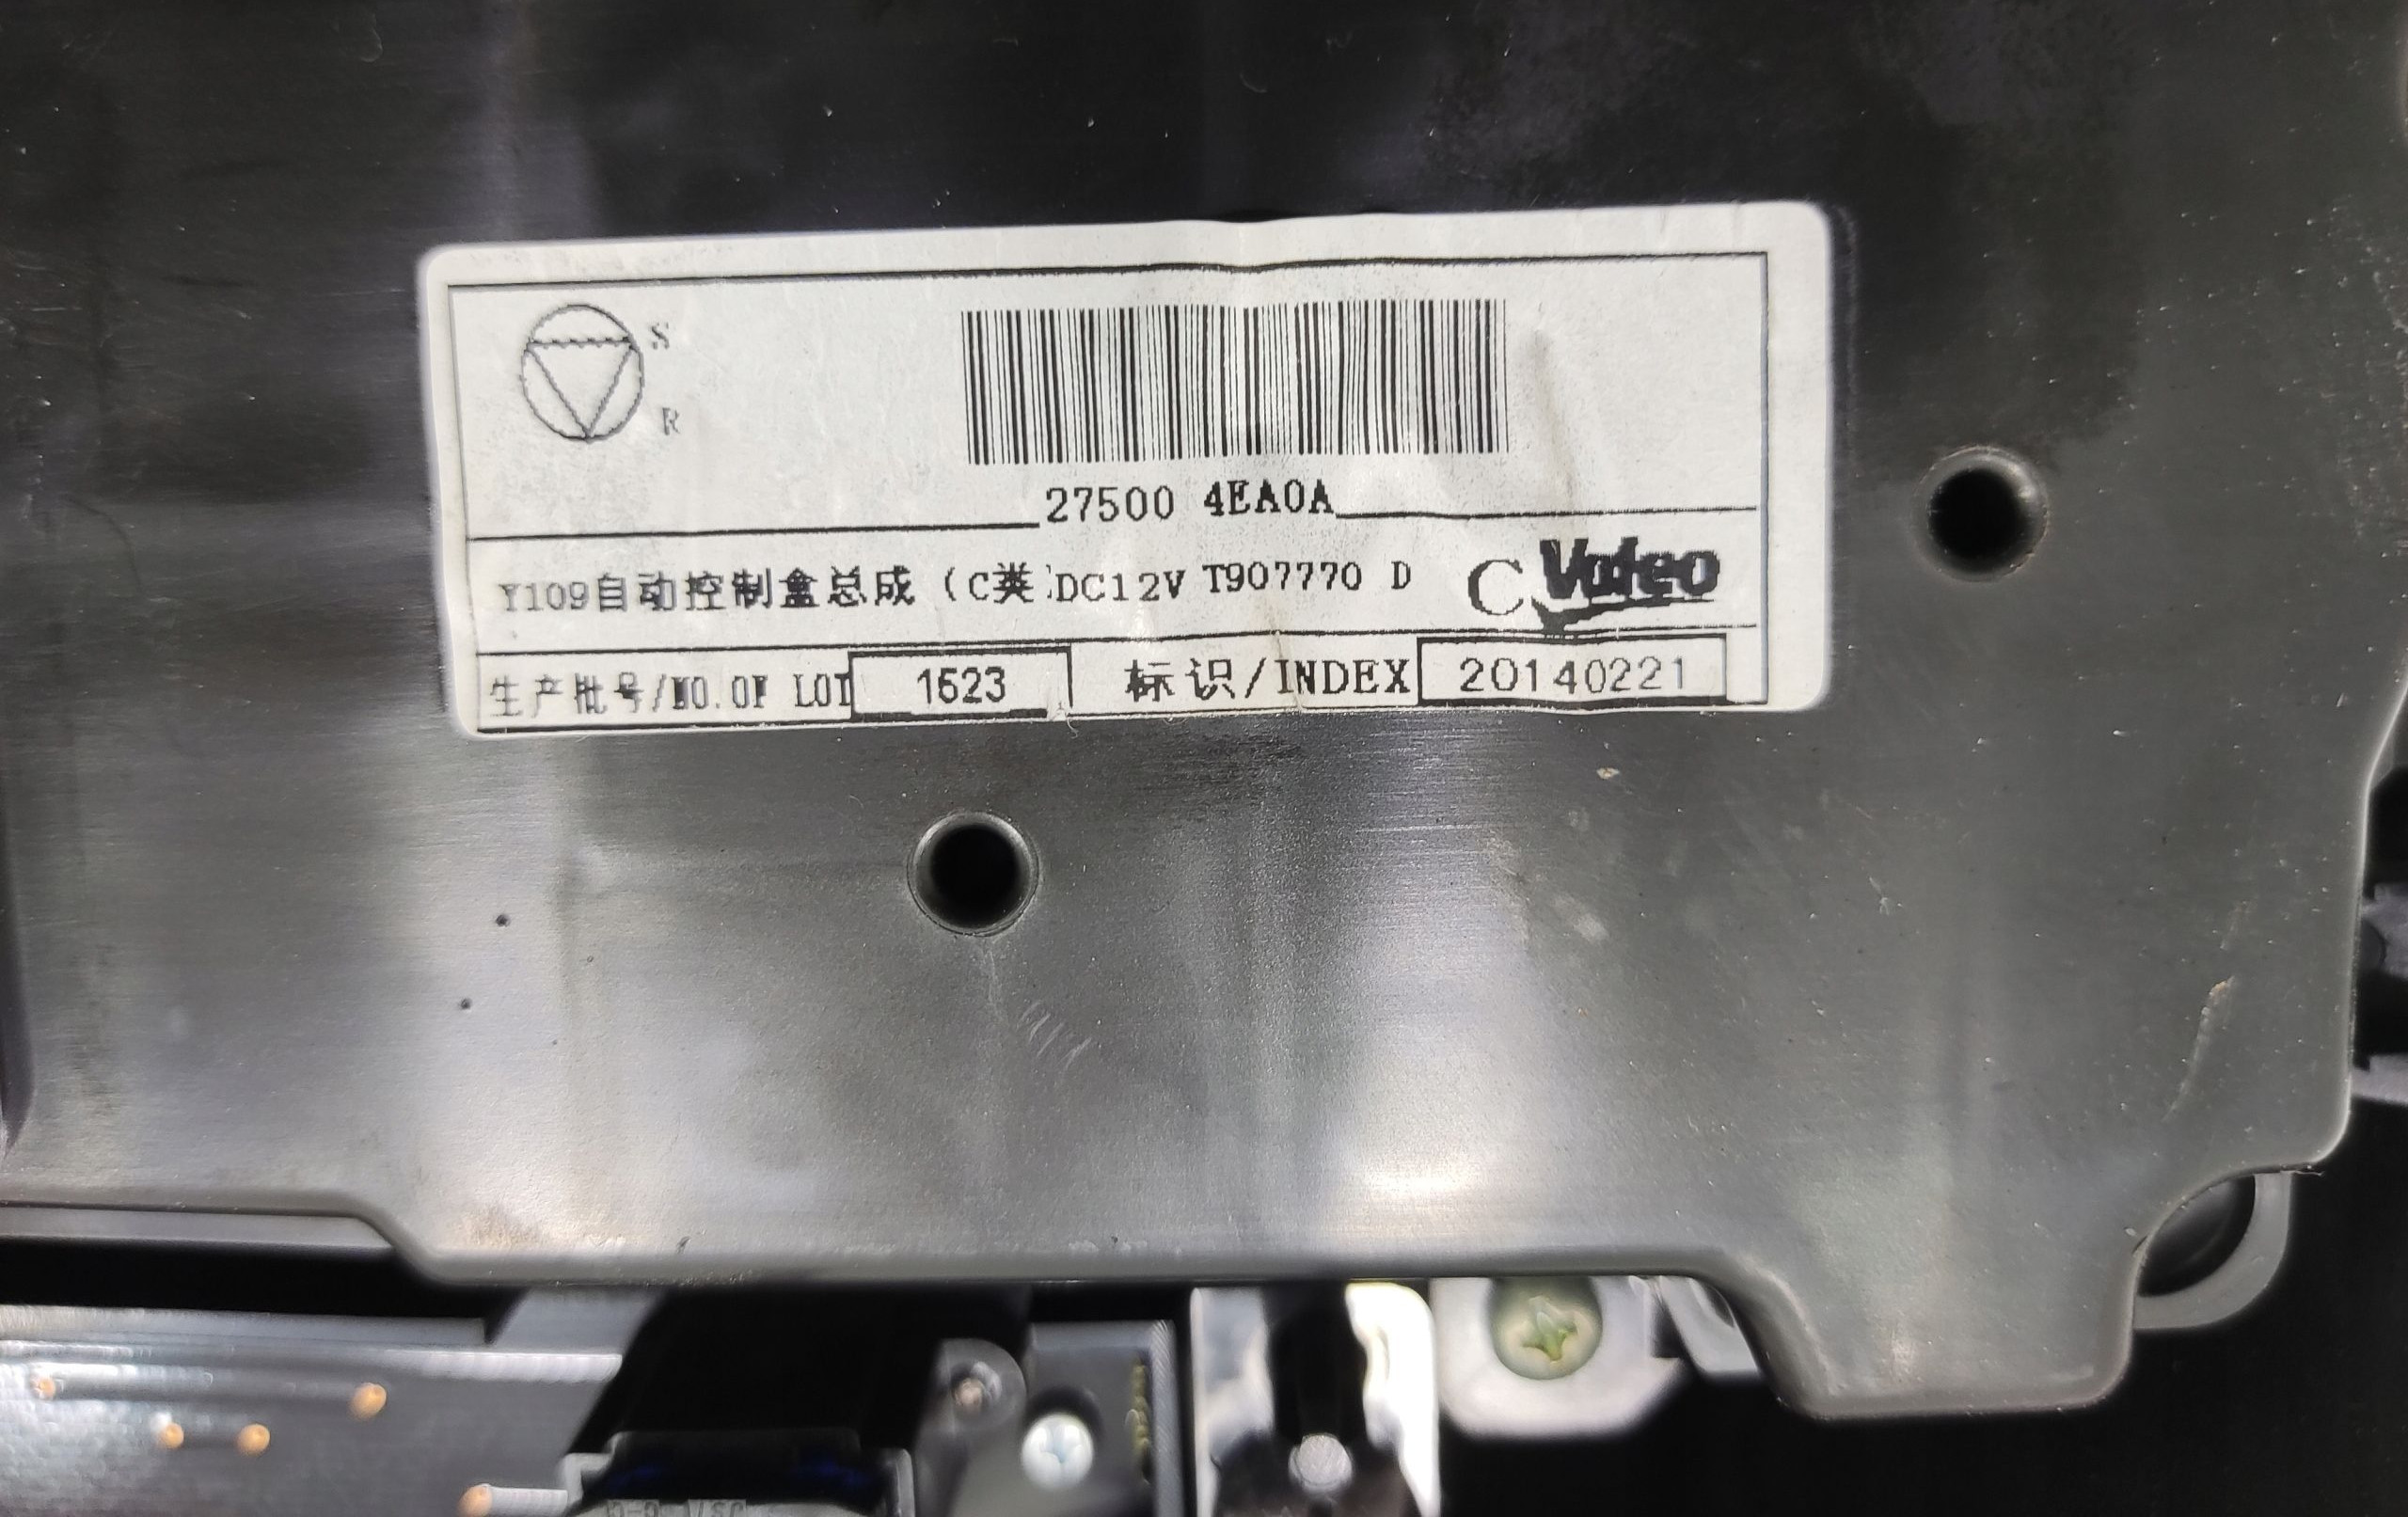 S
R
27500 4EA0A
Y109自动控制盒总成（C类 DC12V T907770 D C Valeo
生产批号/NO.OF LOT 1523 标识/INDEX 20140221